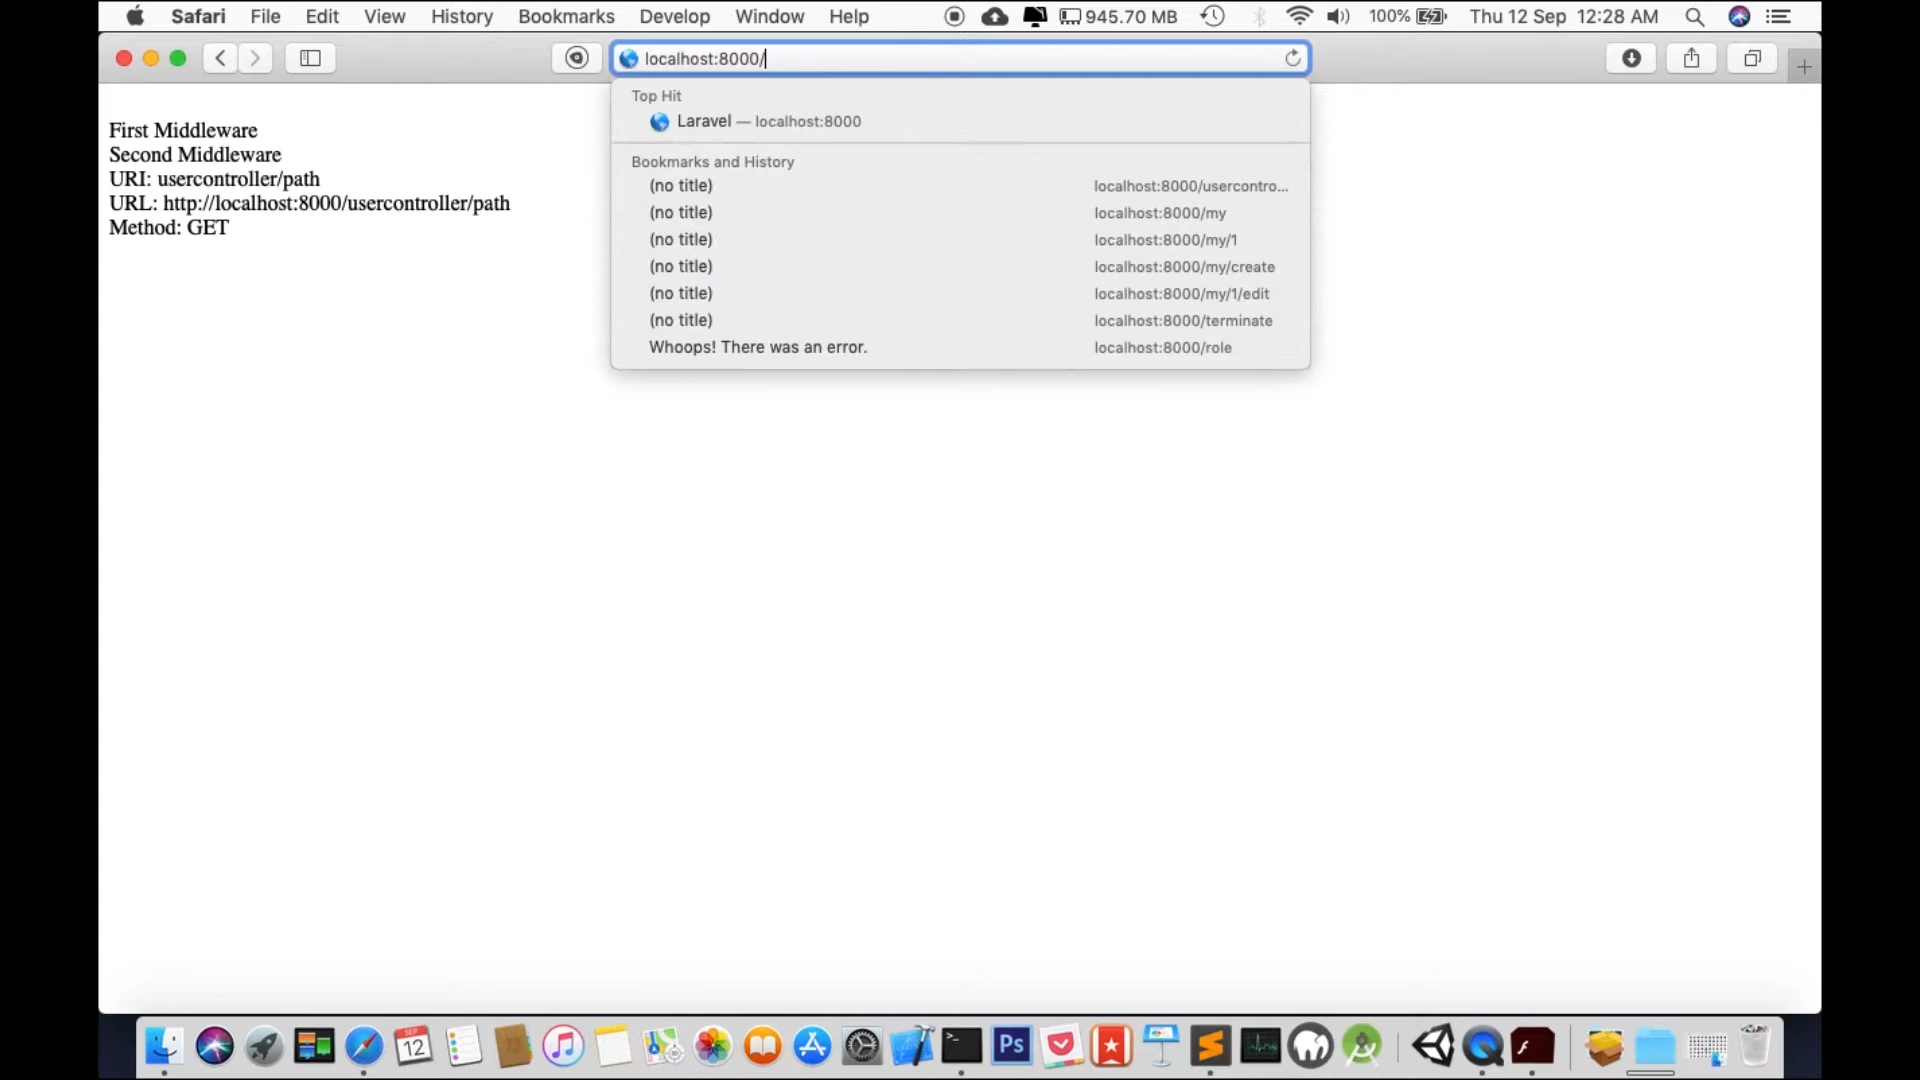 Safari File Edit View History Bookmarks Develop Window Help 945.70 MB 100% Thu 12 Sep 12:28 AM
localhost:8000/
Top Hit
Laravel — localhost:8000
Bookmarks and History
(no title) localhost:8000/usercontro...
(no title) localhost:8000/my
(no title) localhost:8000/my/1
(no title) localhost:8000/my/create
(no title) localhost:8000/my/1/edit
(no title) localhost:8000/terminate
Whoops! There was an error. localhost:8000/role
First Middleware
Second Middleware
URI: usercontroller/path
URL: http://localhost:8000/usercontroller/path
Method: GET
SEP
12
Ps